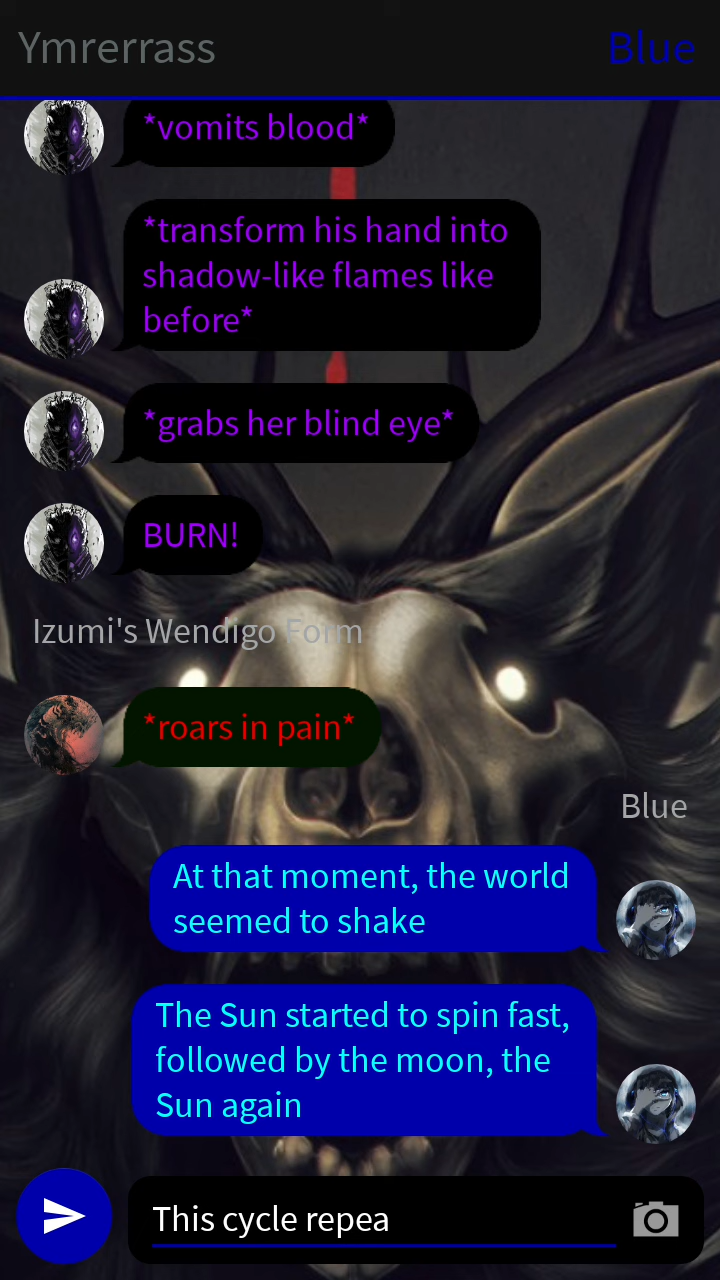 Ymrerrass
Blue
*vomits blood*
*transform his hand into
shadow-like flames like
before*
*grabs her blind eye*
BURN!
Izumi's Wendigo Form
*roars in pain*
Blue
At that moment, the world
seemed to shake
The Sun started to spin fast,
followed by the moon, the
Sun again
This cycle repea